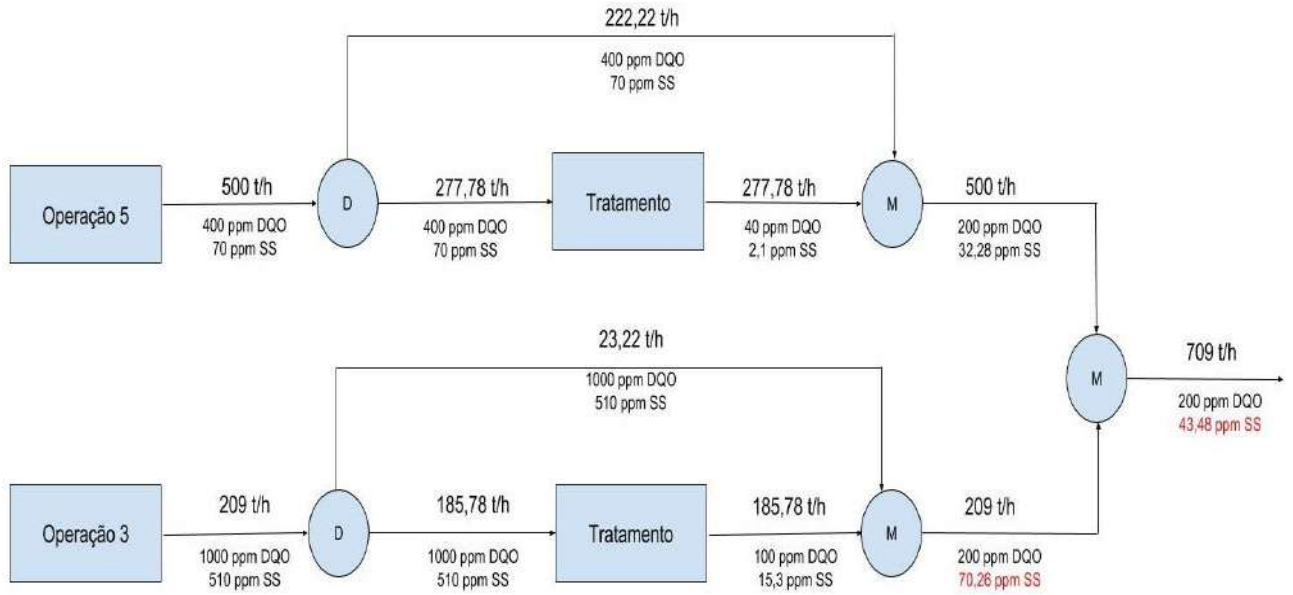 222,22 t/h
400 ppm DQO
70 ppm SS
Operação 5
500 t/h
400 ppm DQO
70 ppm SS
D
277,78 t/h
400 ppm DQO
70 ppm SS
Tratamento
277,78 t/h
40 ppm DQO
2,1 ppm SS
M
500 t/h
200 ppm DQO
32,28 ppm SS
23,22 t/h
1000 ppm DQO
510 ppm SS
M
709 t/h
200 ppm DQO
43,48 ppm SS
Operação 3
209 t/h
1000 ppm DQO
510 ppm SS
D
185,78 t/h
1000 ppm DQO
510 ppm SS
Tratamento
185,78 t/h
100 ppm DQO
15,3 ppm SS
M
209 t/h
200 ppm DQO
70,26 ppm SS